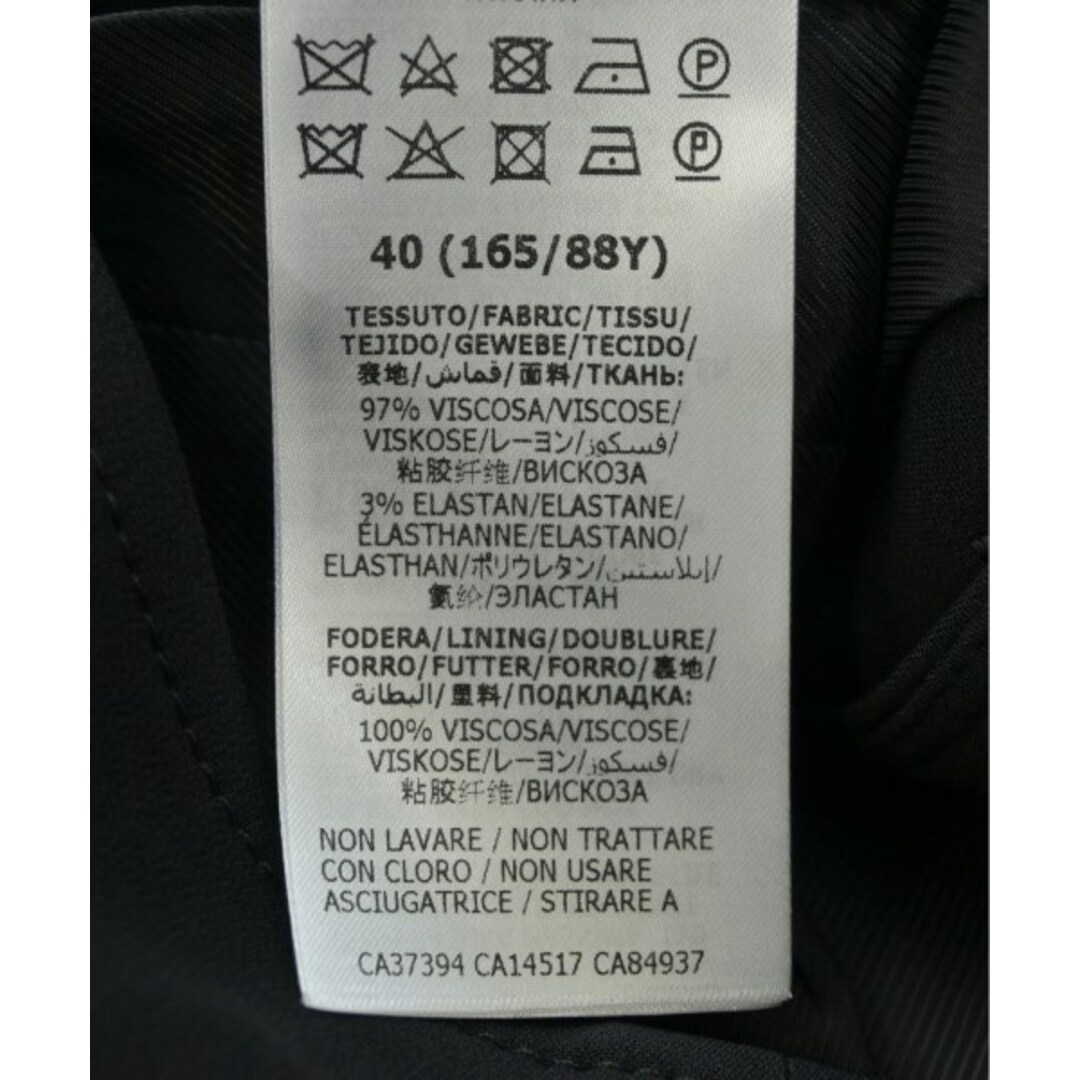 40 (165/88Y)
TESSUTO/FABRIC/TISSU/
TEJIDO/GEWEBE/TECIDO/
表地/قماش/面料/ТКАНЬ:
97% VISCOSA/VISCOSE/
VISKOSE/レーヨン/فسكوز/
粘胶纤维/ВИСКОЗА
3% ELASTAN/ELASTANE/
ÉLASTHANNE/ELASTANO/
ELASTHAN/ポリウレタン/إيلاستين/
氨纶/ЭЛАСТАН
FODERA/LINING/DOUBLURE/
FORRO/FUTTER/FORRO/裏地/
البطانة/里料/ПОДКЛАДКА:
100% VISCOSA/VISCOSE/
VISKOSE/レーヨン/فسكوز/
粘胶纤维/ВИСКОЗА
NON LAVARE / NON TRATTARE
CON CLORO / NON USARE
ASCIUGATRICE / STIRARE A
CA37394 CA14517 CA84937